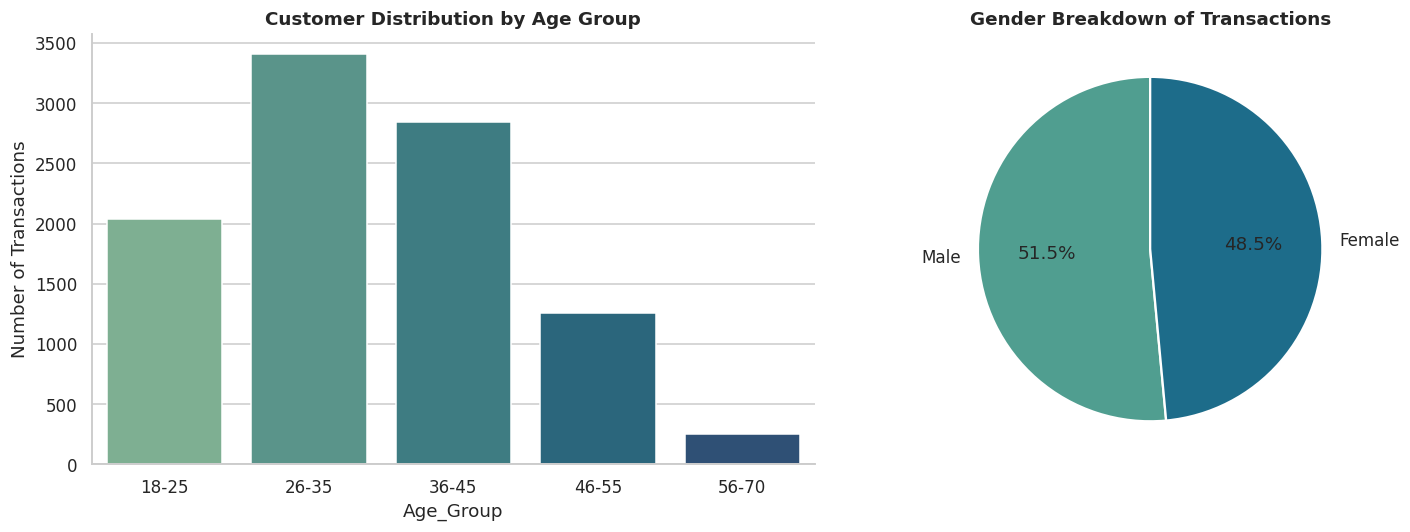 Customer Distribution by Age Group
Number of Transactions
3500
3000
2500
2000
1500
1000
500
0
18-25
26-35
36-45
46-55
56-70
Age_Group
Gender Breakdown of Transactions
Male
51.5%
48.5%
Female